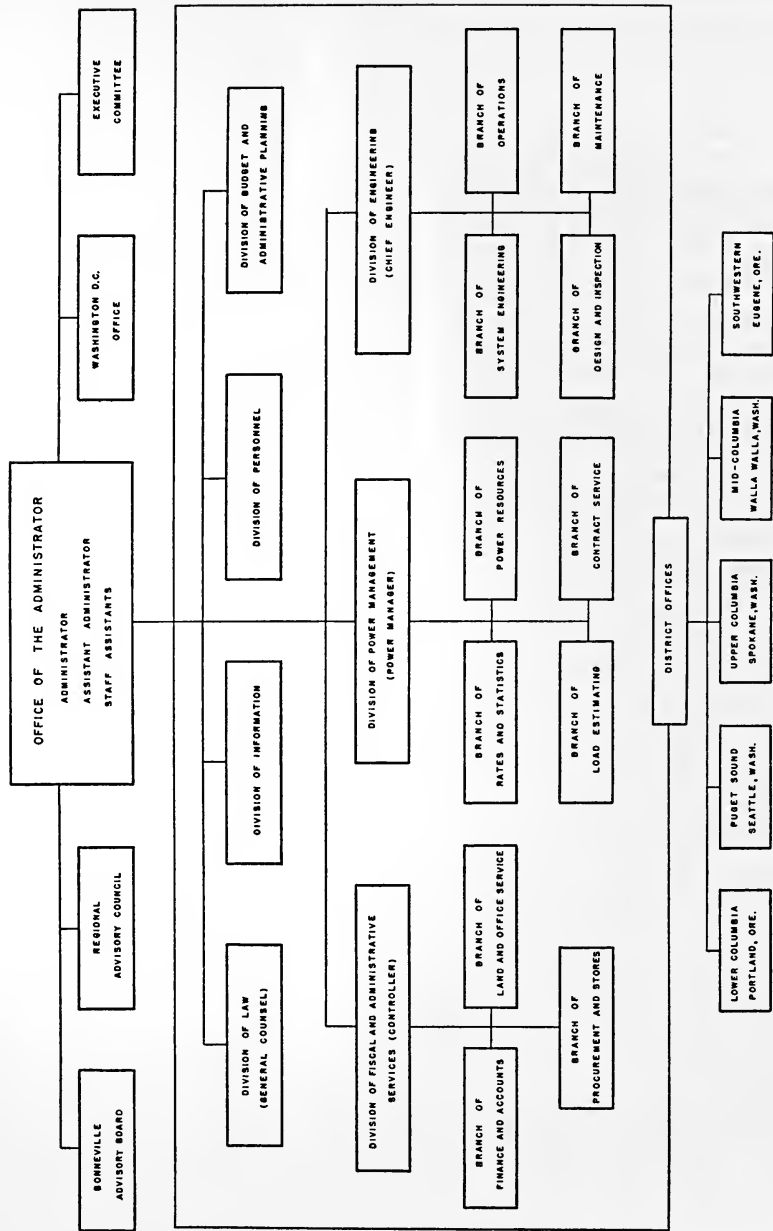 OFFICE OF THE ADMINISTRATOR
ADMINISTRATOR
ASSISTANT ADMINISTRATOR
STAFF ASSISTANTS
BONNEVILLE
ADVISORY BOARD
REGIONAL
ADVISORY COUNCIL
WASHINGTON D.C.
OFFICE
EXECUTIVE
COMMITTEE
DIVISION OF LAW
(GENERAL COUNSEL)
DIVISION OF INFORMATION
DIVISION OF PERSONNEL
DIVISION OF BUDGET AND
ADMINISTRATIVE PLANNING
DIVISION OF FISCAL AND ADMINISTRATIVE
SERVICES (CONTROLLER)
DIVISION OF POWER MANAGEMENT
(POWER MANAGER)
DIVISION OF ENGINEERING
(CHIEF ENGINEER)
BRANCH OF
FINANCE AND ACCOUNTS
BRANCH OF
LAND AND OFFICE SERVICE
BRANCH OF
RATES AND STATISTICS
BRANCH OF
POWER RESOURCES
BRANCH OF
SYSTEM ENGINEERING
BRANCH OF
OPERATIONS
BRANCH OF
PROCUREMENT AND STORES
BRANCH OF
LOAD ESTIMATING
BRANCH OF
CONTRACT SERVICE
BRANCH OF
DESIGN AND INSPECTION
BRANCH OF
MAINTENANCE
DISTRICT OFFICES
LOWER COLUMBIA
PORTLAND, ORE.
PUGET SOUND
SEATTLE, WASH.
UPPER COLUMBIA
SPOKANE, WASH.
MID-COLUMBIA
WALLA WALLA, WASH.
SOUTHWESTERN
EUGENE, ORE.